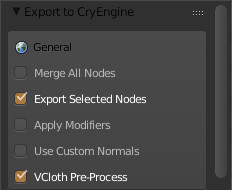 Export to CryEngine
General
Merge All Nodes
Export Selected Nodes
Apply Modifiers
Use Custom Normals
VCloth Pre-Process